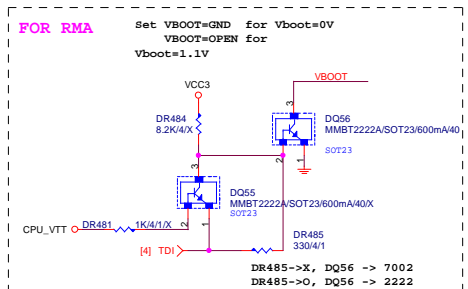 FOR RMA
Set VBOOT=GND for Vboot=0V
VBOOT=OPEN for
Vboot=1.1V
VBOOT
VCC3
DR484
8.2K/4/X
3
DQ56
MMBT2222A/SOT23/600mA/40
SOT23
2
1
3
DQ55
MMBT2222A/SOT23/600mA/40/X
SOT23
2
1
CPU_VTT
DR481
1K/4/1/X
[4] TDI
DR485
330/4/1
DR485->X, DQ56 -> 7002
DR485->O, DQ56 -> 2222